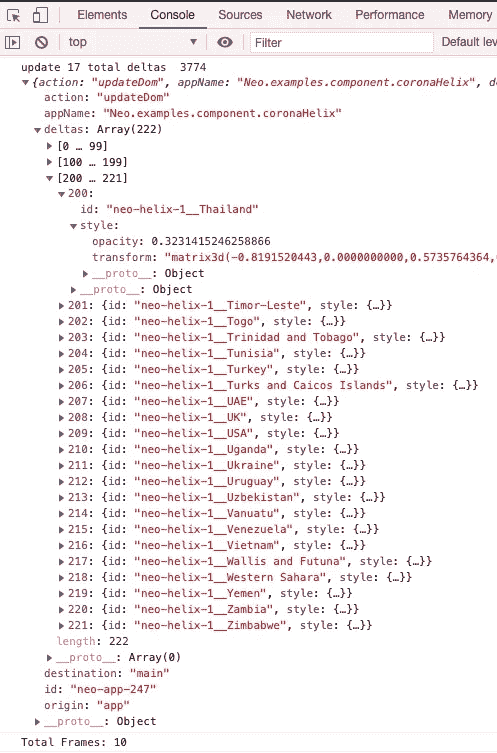 Elements Console Sources Network Performance Memory
top Filter Default lev
update 17 total deltas 3774
{action: "updateDom", appName: "Neo.examples.component.coronaHelix", de
action: "updateDom"
appName: "Neo.examples.component.coronaHelix"
deltas: Array(222)
[0 … 99]
[100 … 199]
[200 … 221]
200:
id: "neo-helix-1__Thailand"
style:
opacity: 0.3231415246258866
transform: "matrix3d(-0.8191520443,0.0000000000,0.5735764364,
__proto__: Object
__proto__: Object
201: {id: "neo-helix-1__Timor-Leste", style: {…}}
202: {id: "neo-helix-1__Togo", style: {…}}
203: {id: "neo-helix-1__Trinidad and Tobago", style: {…}}
204: {id: "neo-helix-1__Tunisia", style: {…}}
205: {id: "neo-helix-1__Turkey", style: {…}}
206: {id: "neo-helix-1__Turks and Caicos Islands", style: {…}}
207: {id: "neo-helix-1__UAE", style: {…}}
208: {id: "neo-helix-1__UK", style: {…}}
209: {id: "neo-helix-1__USA", style: {…}}
210: {id: "neo-helix-1__Uganda", style: {…}}
211: {id: "neo-helix-1__Ukraine", style: {…}}
212: {id: "neo-helix-1__Uruguay", style: {…}}
213: {id: "neo-helix-1__Uzbekistan", style: {…}}
214: {id: "neo-helix-1__Vanuatu", style: {…}}
215: {id: "neo-helix-1__Venezuela", style: {…}}
216: {id: "neo-helix-1__Vietnam", style: {…}}
217: {id: "neo-helix-1__Wallis and Futuna", style: {…}}
218: {id: "neo-helix-1__Western Sahara", style: {…}}
219: {id: "neo-helix-1__Yemen", style: {…}}
220: {id: "neo-helix-1__Zambia", style: {…}}
221: {id: "neo-helix-1__Zimbabwe", style: {…}}
length: 222
__proto__: Array(0)
destination: "main"
id: "neo-app-247"
origin: "app"
__proto__: Object
Total Frames: 10